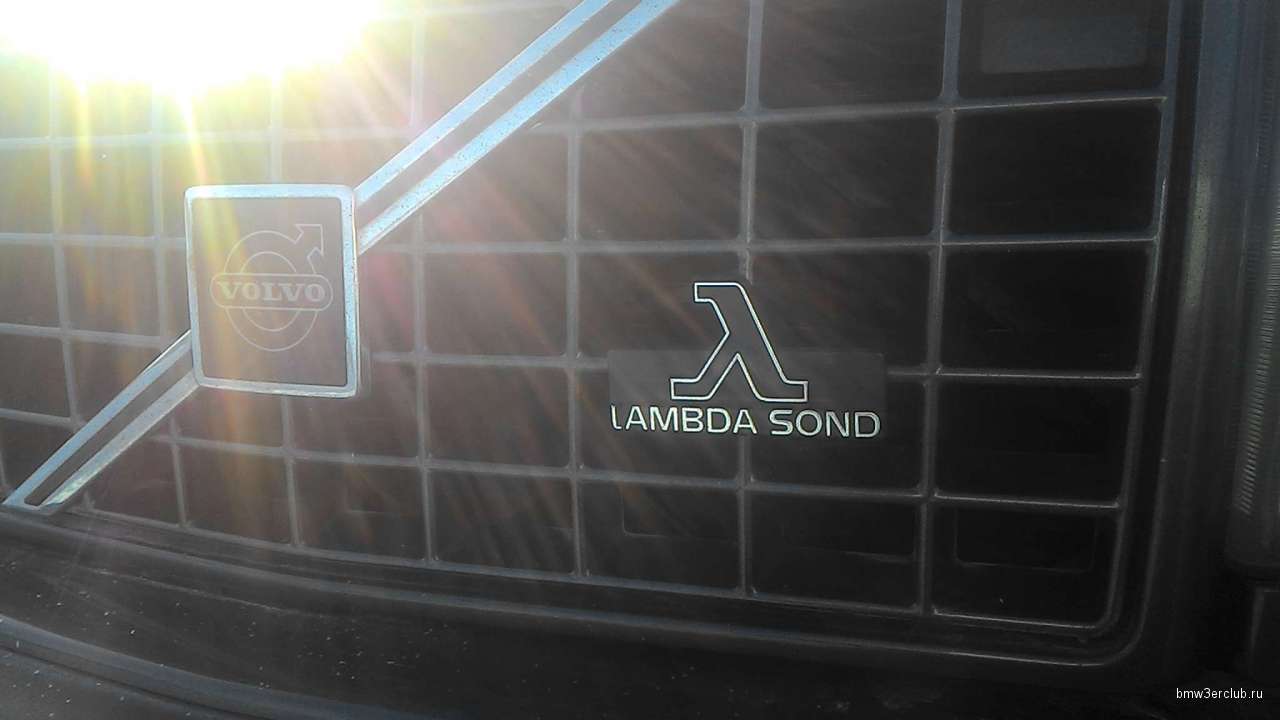 VOLVO
λ
LAMBDA SOND
bmw3erclub.ru